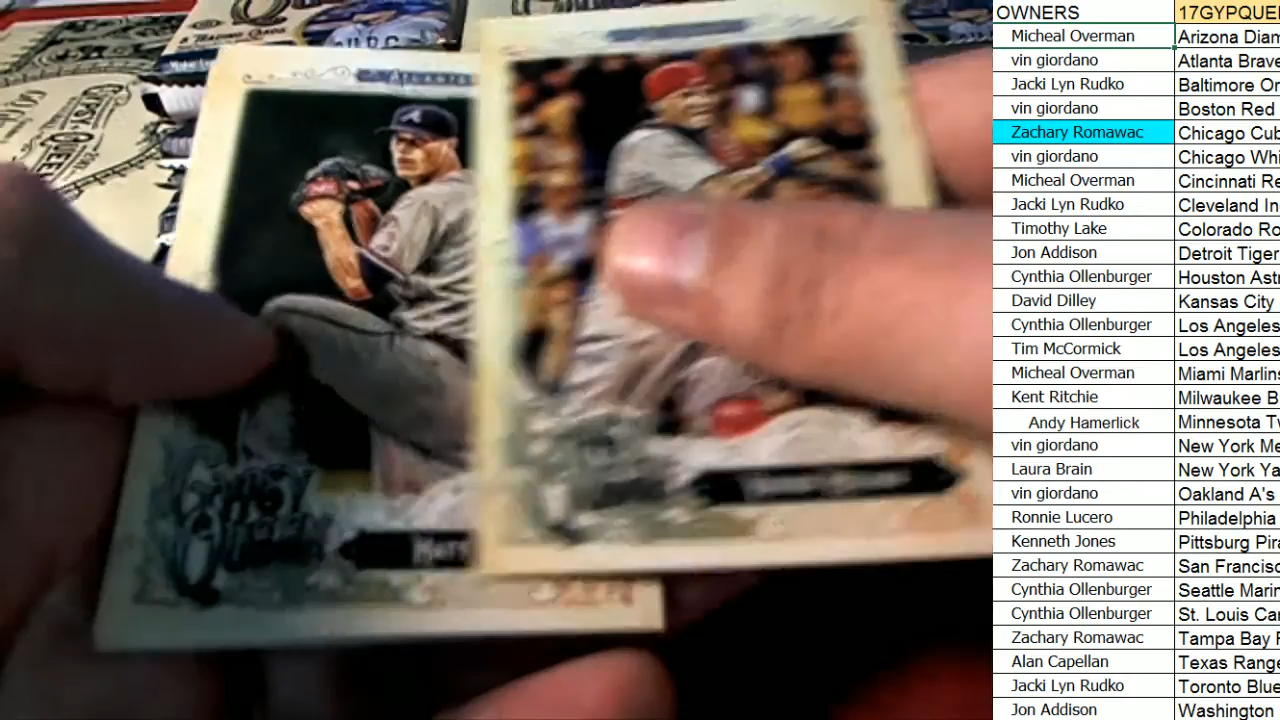 OWNERS 17GYPQUE
Micheal Overman Arizona Diam
vin giordano Atlanta Brave
Jacki Lyn Rudko Baltimore Or
vin giordano Boston Red
Zachary Romawac Chicago Cub
vin giordano Chicago Whi
Micheal Overman Cincinnati Re
Jacki Lyn Rudko Cleveland In
Timothy Lake Colorado Ro
Jon Addison Detroit Tiger
Cynthia Ollenburger Houston Astr
David Dilley Kansas City
Cynthia Ollenburger Los Angeles
Tim McCormick Los Angeles
Micheal Overman Miami Marlins
Kent Ritchie Milwaukee B
Andy Hamerlick Minnesota Tw
vin giordano New York Me
Laura Brain New York Ya
vin giordano Oakland A's
Ronnie Lucero Philadelphia
Kenneth Jones Pittsburg Pira
Zachary Romawac San Francisc
Cynthia Ollenburger Seattle Marin
Cynthia Ollenburger St. Louis Car
Zachary Romawac Tampa Bay R
Alan Capellan Texas Range
Jacki Lyn Rudko Toronto Blue
Jon Addison Washington
Gypsy
Queen